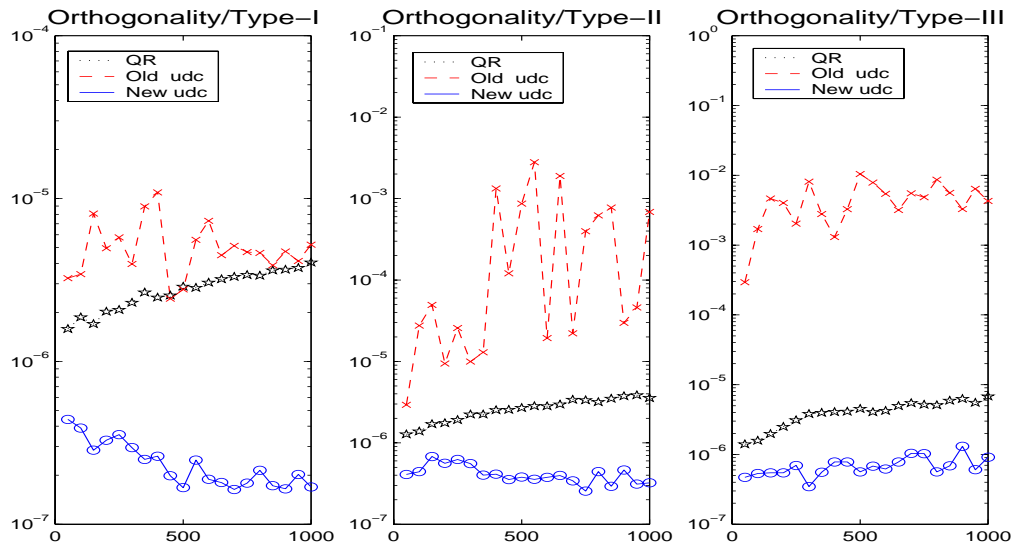 Orthogonality/Type−I
10^−4
10^−5
10^−6
10^−7
0
500
1000
QR
Old udc
New udc
Orthogonality/Type−II
10^−1
10^−2
10^−3
10^−4
10^−5
10^−6
10^−7
0
500
1000
QR
Old udc
New udc
Orthogonality/Type−III
10^0
10^−1
10^−2
10^−3
10^−4
10^−5
10^−6
10^−7
0
500
1000
QR
Old udc
New udc